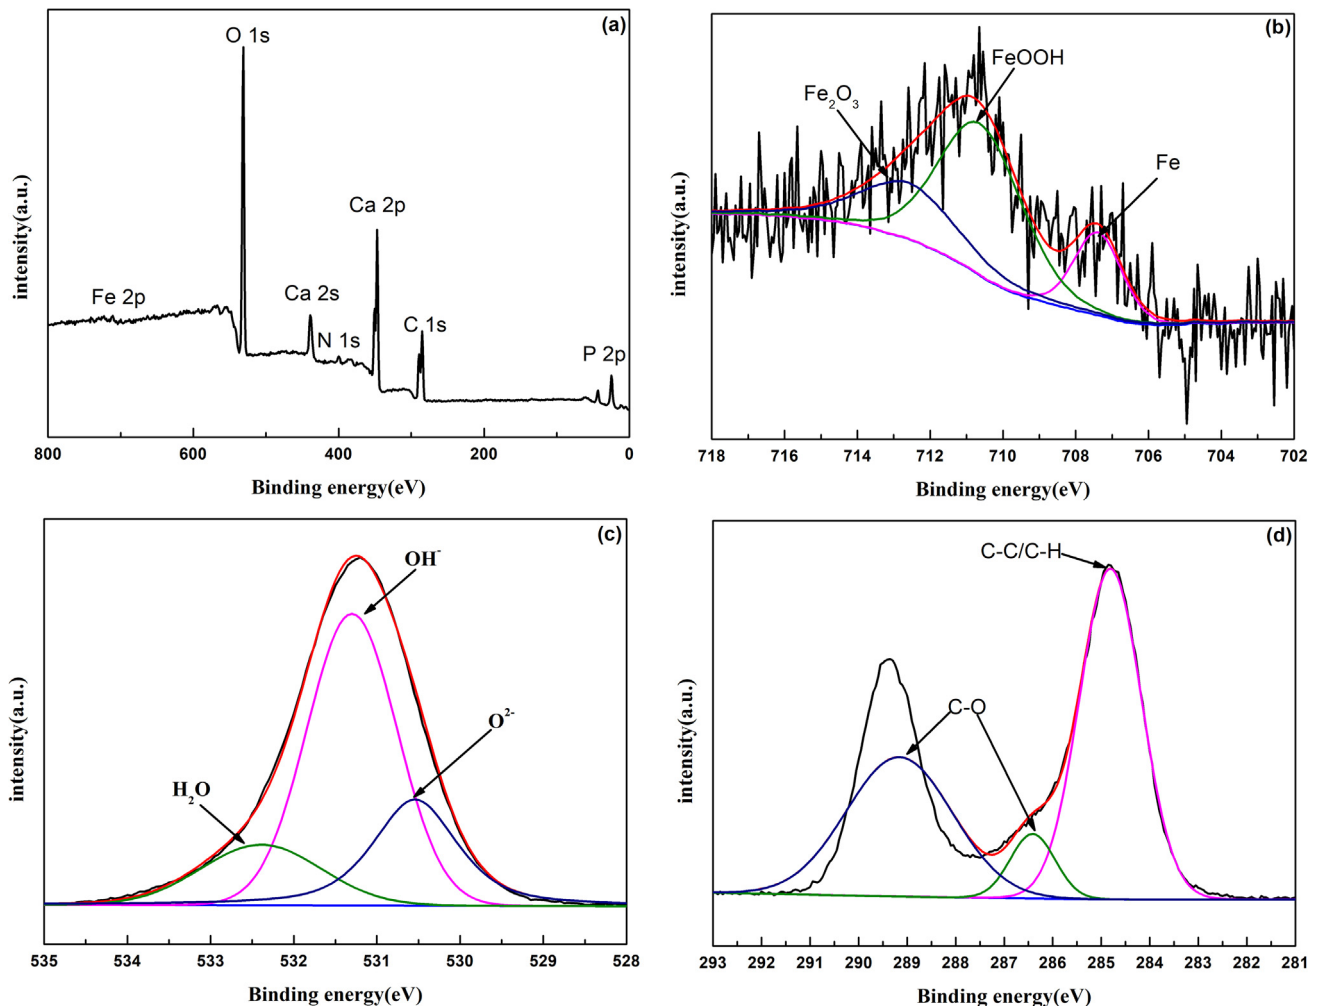 (a)
O 1s
Ca 2p
Fe 2p
Ca 2s
N 1s
C 1s
P 2p
intensity(a.u.)
800 600 400 200 0
Binding energy(eV)
(b)
FeOOH
Fe₂O₃
Fe
intensity(a.u.)
718 716 714 712 710 708 706 704 702
Binding energy(eV)
(c)
OH⁻
O²⁻
H₂O
intensity(a.u.)
535 534 533 532 531 530 529 528
Binding energy(eV)
(d)
C-C/C-H
C-O
intensity(a.u.)
293 292 291 290 289 288 287 286 285 284 283 282 281
Binding energy(eV)